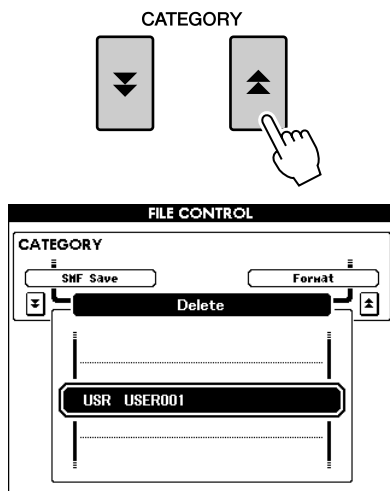 CATEGORY
FILE CONTROL
CATEGORY
SMF Save
Format
Delete
USR USER001